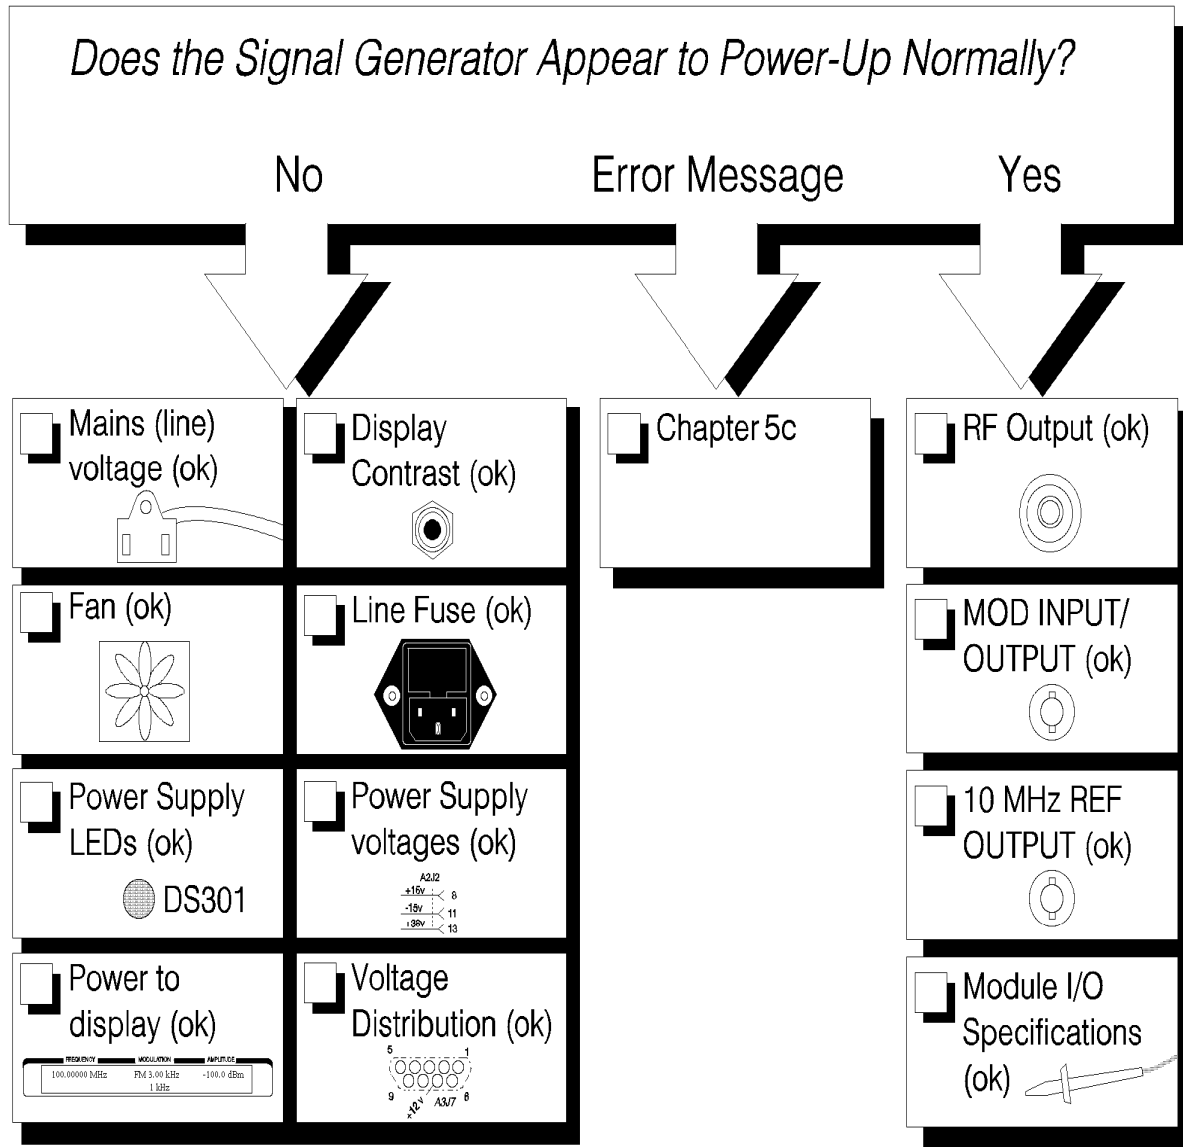 Does the Signal Generator Appear to Power-Up Normally?
No
Error Message
Yes
Mains (line)
voltage (ok)
Display
Contrast (ok)
Fan (ok)
Line Fuse (ok)
Power Supply
LEDs (ok)
DS301
Power Supply
voltages (ok)
A2J2
+15v 8
-15v 11
+38v 13
Power to
display (ok)
FREQUENCY MODULATION AMPLITUDE
100.00000 MHz FM 3.00 kHz -100.0 dBm
1 kHz
Voltage
Distribution (ok)
5 1
9 6
+12 v A3J7
Chapter 5c
RF Output (ok)
MOD INPUT/
OUTPUT (ok)
10 MHz REF
OUTPUT (ok)
Module I/O
Specifications
(ok)